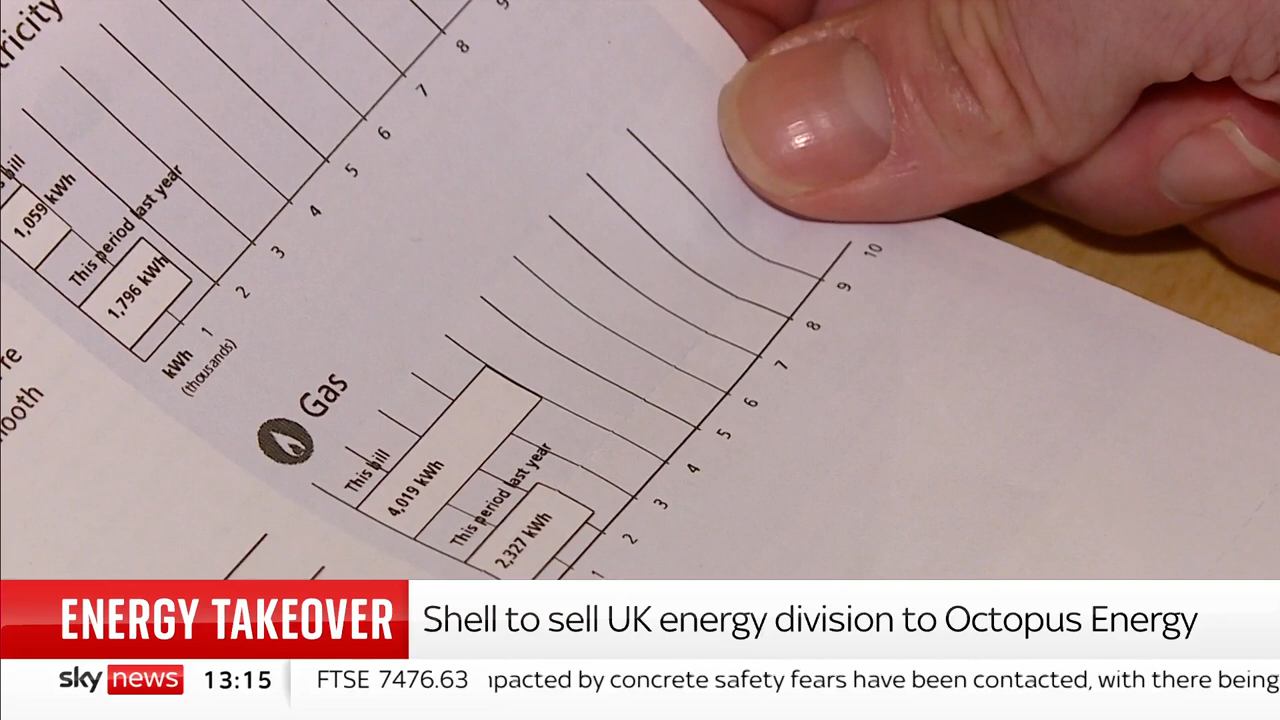 9
8
7
6
5
4
3
2
1
kWh
(thousands)
1,059 kWh
This period last year
1,796 kWh
Gas
This bill
4,019 kWh
This period last year
2,327 kWh
10
9
8
7
6
5
4
3
2
1
ENERGY TAKEOVER
Shell to sell UK energy division to Octopus Energy
sky news 13:15 FTSE 7476.63 by concrete safety fears have been contacted, with there being